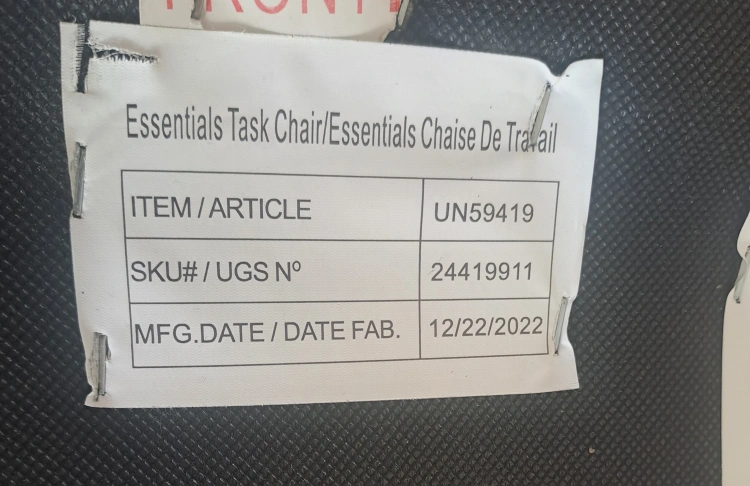 FRONT
Essentials Task Chair/Essentials Chaise De Travail
ITEM / ARTICLE UN59419
SKU# / UGS Nº 24419911
MFG.DATE / DATE FAB. 12/22/2022